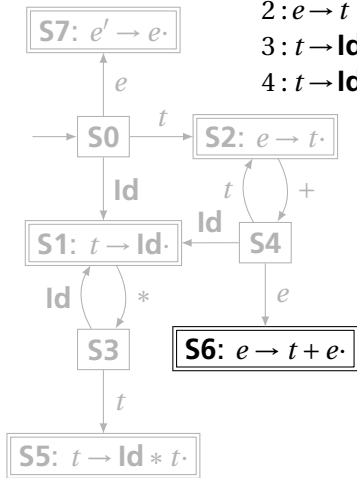 2 : e → t
3 : t → Id
4 : t → Id
S7: e′ → e·
e
t
S0
S2: e → t·
Id
t
+
Id
S1: t → Id·
S4
Id
*
e
S3
S6: e → t + e·
t
S5: t → Id * t·